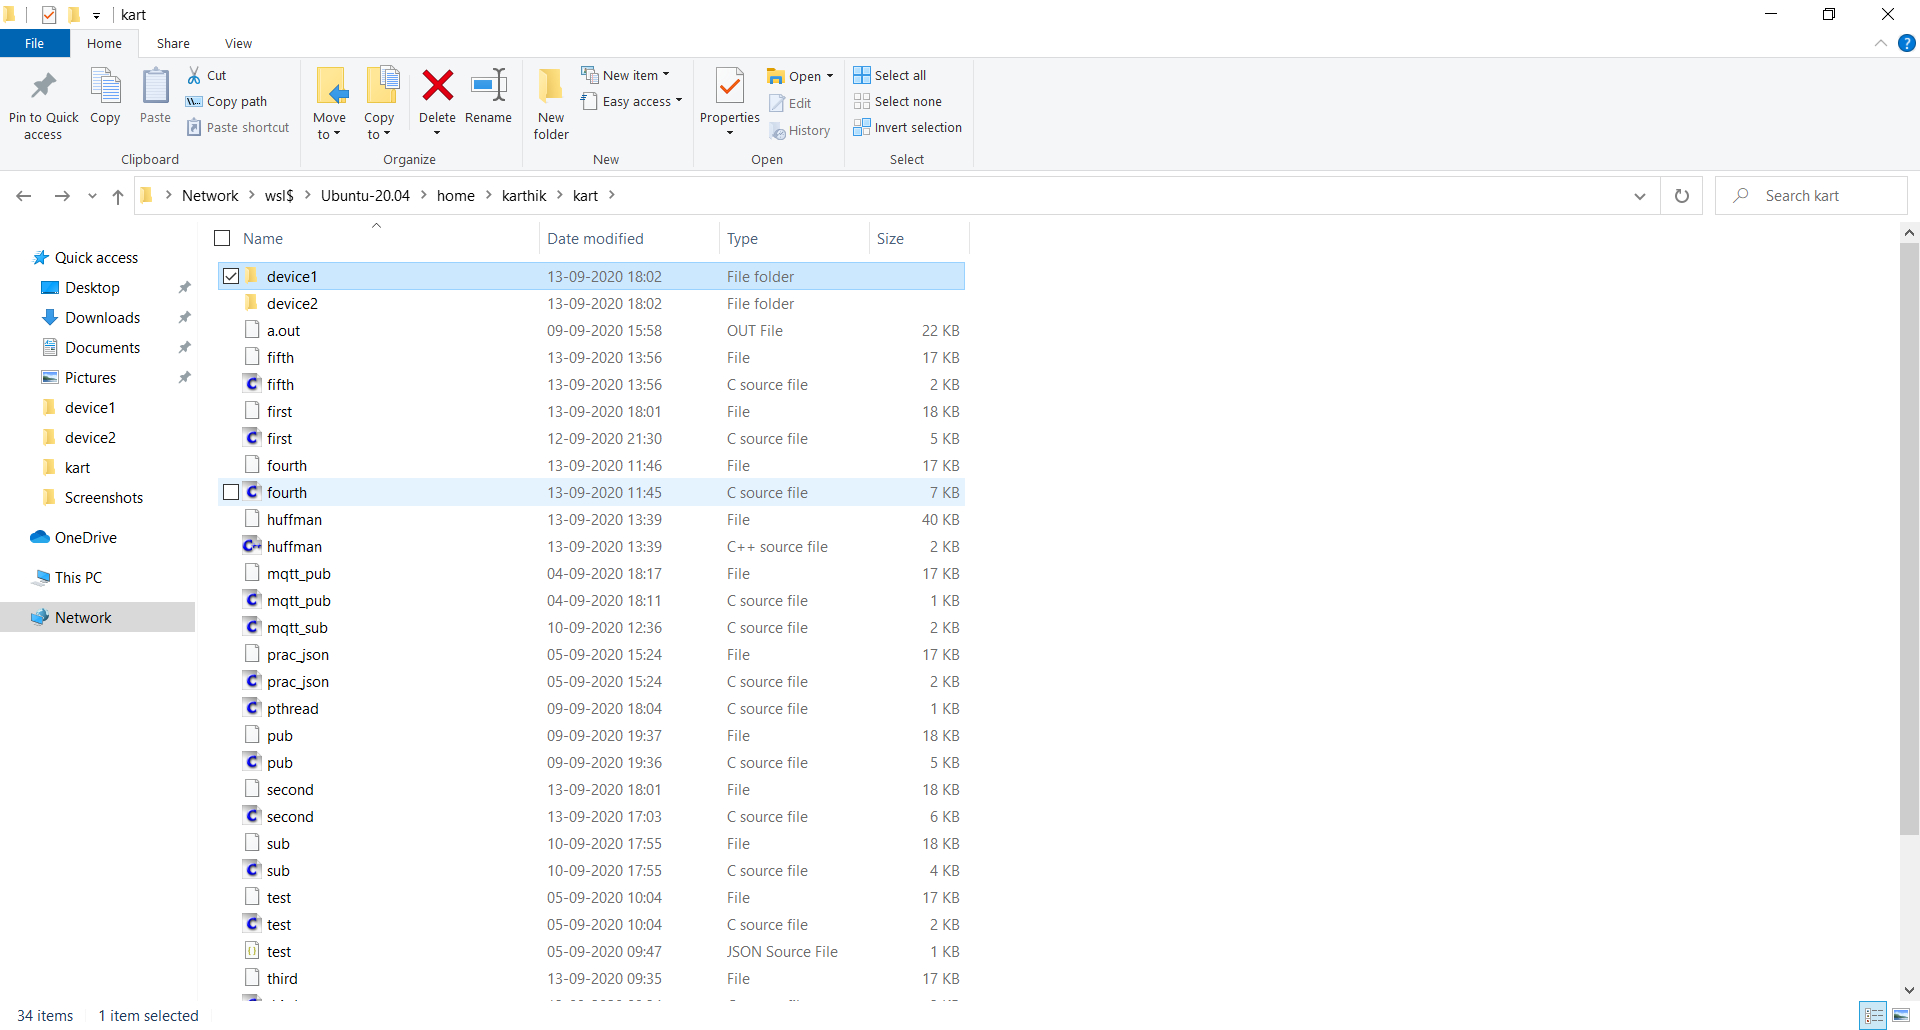 kart
File Home Share View
Pin to Quick access
Copy
Paste
Cut
Copy path
Paste shortcut
Clipboard
Move to
Copy to
Delete
Rename
Organize
New folder
New item
Easy access
New
Properties
Open
Edit
History
Open
Select all
Select none
Invert selection
Select
Network wsl$ Ubuntu-20.04 home karthik kart
Search kart
Quick access
Desktop
Downloads
Documents
Pictures
device1
device2
kart
Screenshots
OneDrive
This PC
Network
Name Date modified Type Size
device1 13-09-2020 18:02 File folder
device2 13-09-2020 18:02 File folder
a.out 09-09-2020 15:58 OUT File 22 KB
fifth 13-09-2020 13:56 File 17 KB
fifth 13-09-2020 13:56 C source file 2 KB
first 13-09-2020 18:01 File 18 KB
first 12-09-2020 21:30 C source file 5 KB
fourth 13-09-2020 11:46 File 17 KB
fourth 13-09-2020 11:45 C source file 7 KB
huffman 13-09-2020 13:39 File 40 KB
huffman 13-09-2020 13:39 C++ source file 2 KB
mqtt_pub 04-09-2020 18:17 File 17 KB
mqtt_pub 04-09-2020 18:11 C source file 1 KB
mqtt_sub 10-09-2020 12:36 C source file 2 KB
prac_json 05-09-2020 15:24 File 17 KB
prac_json 05-09-2020 15:24 C source file 2 KB
pthread 09-09-2020 18:04 C source file 1 KB
pub 09-09-2020 19:37 File 18 KB
pub 09-09-2020 19:36 C source file 5 KB
second 13-09-2020 18:01 File 18 KB
second 13-09-2020 17:03 C source file 6 KB
sub 10-09-2020 17:55 File 18 KB
sub 10-09-2020 17:55 C source file 4 KB
test 05-09-2020 10:04 File 17 KB
test 05-09-2020 10:04 C source file 2 KB
test 05-09-2020 09:47 JSON Source File 1 KB
third 13-09-2020 09:35 File 17 KB
34 items 1 item selected